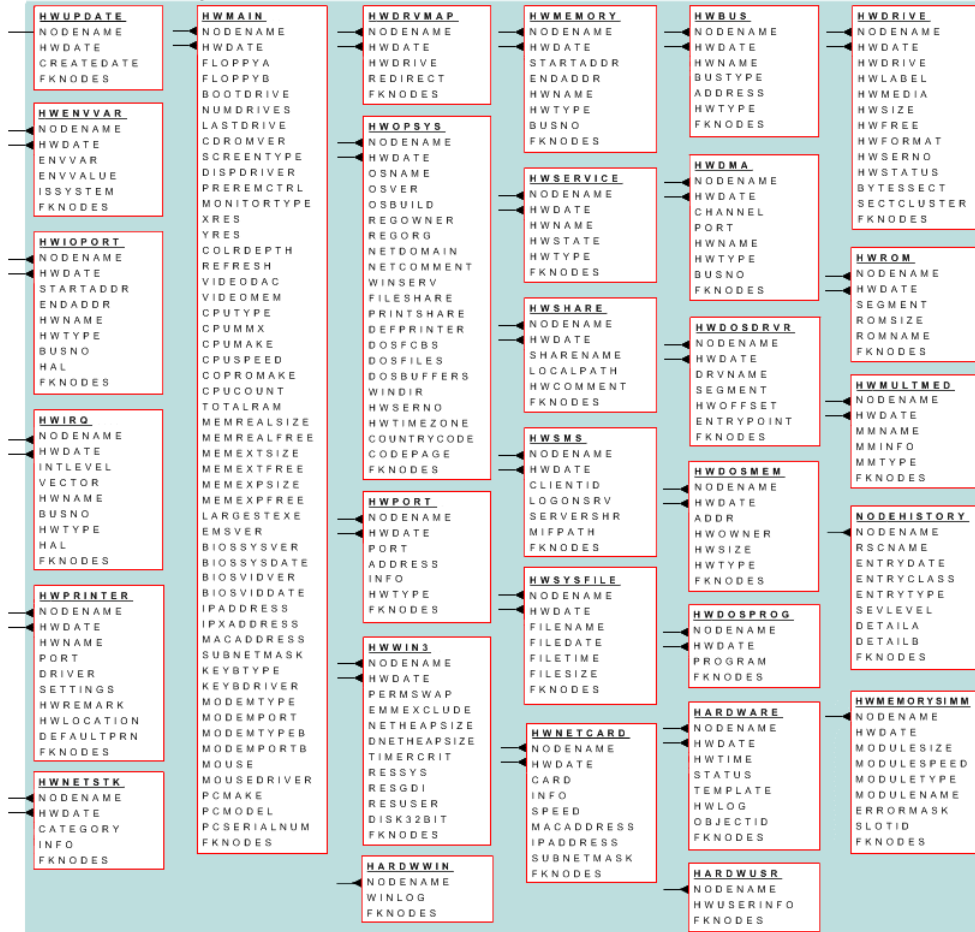 HWUPDATE
NODENAME
HWDATE
CREATEDATE
FKNODES
HWENVVAR
NODENAME
HWDATE
ENVVAR
ENVVALUE
ISSYSTEM
FKNODES
HWIOPORT
NODENAME
HWDATE
STARTADDR
ENDADDR
HWNAME
HWTYPE
BUSNO
HAL
FKNODES
HWIRQ
NODENAME
HWDATE
INTLEVEL
VECTOR
HWNAME
BUSNO
HWTYPE
HAL
FKNODES
HWPRINTER
NODENAME
HWDATE
HWNAME
PORT
DRIVER
SETTINGS
HWREMARK
HWLOCATION
DEFAULTPRN
FKNODES
HWNETSTK
NODENAME
HWDATE
CATEGORY
INFO
FKNODES
HWMAIN
NODENAME
HWDATE
FLOPPYA
FLOPPYB
BOOTDRIVE
NUMDRIVES
LASTDRIVE
CDROMVER
SCREENTYPE
DISPDRIVER
PREREMCTRL
MONITORTYPE
XRES
YRES
COLRDEPTH
REFRESH
VIDEODAC
VIDEOMEM
CPUTYPE
CPUMMX
CPUMAKE
CPUSPEED
COPROMAKE
CPUCOUNT
TOTALRAM
MEMREALSIZE
MEMREALFREE
MEMEXTSIZE
MEMEXTFREE
MEMEXPSIZE
MEMEXPFREE
LARGESTEXE
EMSVER
BIOSSYSVER
BIOSSYSDATE
BIOSVIDVER
BIOSVIDDATE
IPADDRESS
IPXADDRESS
MACADDRESS
SUBNETMASK
KEYBTYPE
KEYBDRIVER
MODEMTYPE
MODEMPORT
MODEMTYPEB
MODEMPORTB
MOUSE
MOUSEDRIVER
PCMAKE
PCMODEL
PCSERIALNUM
FKNODES
HWDRVMAP
NODENAME
HWDATE
HWDRIVE
REDIRECT
FKNODES
HWOPSYS
NODENAME
HWDATE
OSNAME
OSVER
OSBUILD
REGOWNER
REGORG
NETDOMAIN
NETCOMMENT
WINSERV
FILESHARE
PRINTSHARE
DEFPRINTER
DOSFCBS
DOSFILES
DOSBUFFERS
WINDIR
HWSERNO
HWTIMEZONE
COUNTRYCODE
CODEPAGE
FKNODES
HWPORT
NODENAME
HWDATE
PORT
ADDRESS
INFO
HWTYPE
FKNODES
HWWIN3
NODENAME
HWDATE
PERMSWAP
EMMEXCLUDE
NETHEAPSIZE
DNETHEAPSIZE
TIMERCRIT
RESSYS
RESGDI
RESUSER
DISK32BIT
FKNODES
HARDWWIN
NODENAME
WINLOG
FKNODES
HWMEMORY
NODENAME
HWDATE
STARTADDR
ENDADDR
HWNAME
HWTYPE
BUSNO
FKNODES
HWSERVICE
NODENAME
HWDATE
HWNAME
HWSTATE
HWTYPE
FKNODES
HWSHARE
NODENAME
HWDATE
SHARENAME
LOCALPATH
HWCOMMENT
FKNODES
HWSMS
NODENAME
HWDATE
CLIENTID
LOGONSRV
SERVERSHR
MIFPATH
FKNODES
HWSYSFILE
NODENAME
HWDATE
FILENAME
FILEDATE
FILETIME
FILESIZE
FKNODES
HWNETCARD
NODENAME
HWDATE
CARD
INFO
SPEED
MACADDRESS
IPADDRESS
SUBNETMASK
FKNODES
HWBUS
NODENAME
HWDATE
HWNAME
BUSTYPE
ADDRESS
HWTYPE
FKNODES
HWDMA
NODENAME
HWDATE
CHANNEL
PORT
HWNAME
HWTYPE
BUSNO
FKNODES
HWDOSDRVR
NODENAME
HWDATE
DRVNAME
SEGMENT
HWOFFSET
ENTRYPOINT
FKNODES
HWDOSMEM
NODENAME
HWDATE
ADDR
HWOWNER
HWSIZE
HWTYPE
FKNODES
HWDOSPROG
NODENAME
HWDATE
PROGRAM
FKNODES
HARDWARE
NODENAME
HWDATE
HWTIME
STATUS
TEMPLATE
HWLOG
OBJECTID
FKNODES
HARDWUSR
NODENAME
HWUSERINFO
FKNODES
HWDRIVE
NODENAME
HWDATE
HWDRIVE
HWLABEL
HWMEDIA
HWSIZE
HWFREE
HWFORMAT
HWSERNO
HWSTATUS
BYTESSECT
SECTCLUSTER
FKNODES
HWROM
NODENAME
HWDATE
SEGMENT
ROMSIZE
ROMNAME
FKNODES
HWMULTMED
NODENAME
HWDATE
MMNAME
MMINFO
MMTYPE
FKNODES
NODEHISTORY
NODENAME
RSCNAME
ENTRYDATE
ENTRYCLASS
ENTRYTYPE
SEVLEVEL
DETAILA
DETAILB
FKNODES
HWMEMORYSIMM
NODENAME
HWDATE
MODULESIZE
MODULESPEED
MODULETYPE
MODULENAME
ERRORMASK
SLOTID
FKNODES